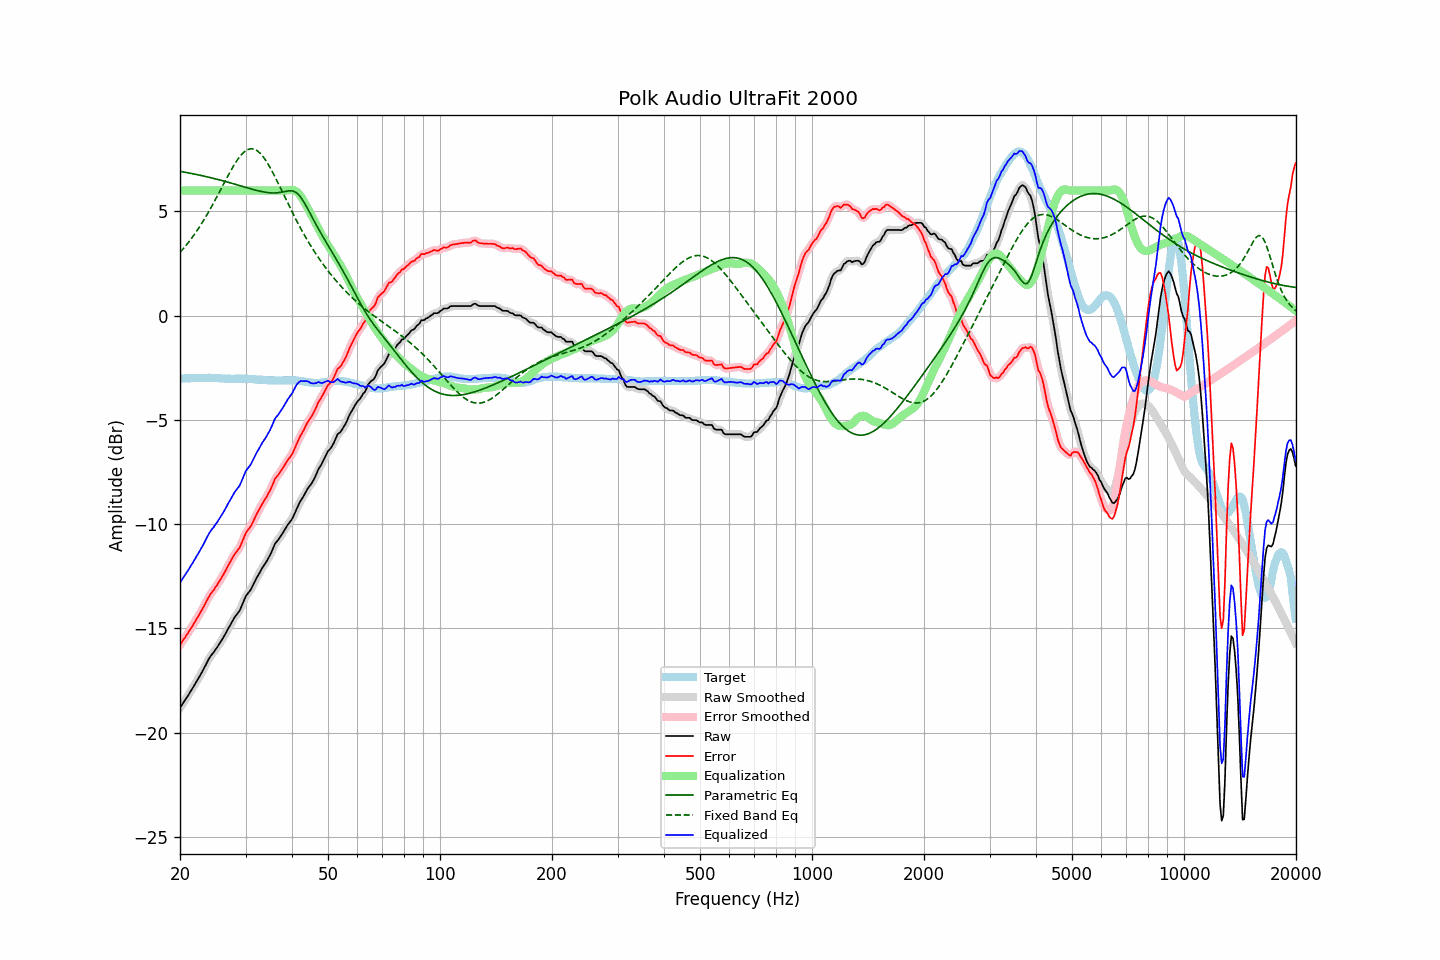 Polk Audio UltraFit 2000
Amplitude (dBr)
5
0
−5
−10
−15
−20
−25
Target
Raw Smoothed
Error Smoothed
Raw
Error
Equalization
Parametric Eq
Fixed Band Eq
Equalized
20 50 100 200 500 1000 2000 5000 10000 20000
Frequency (Hz)